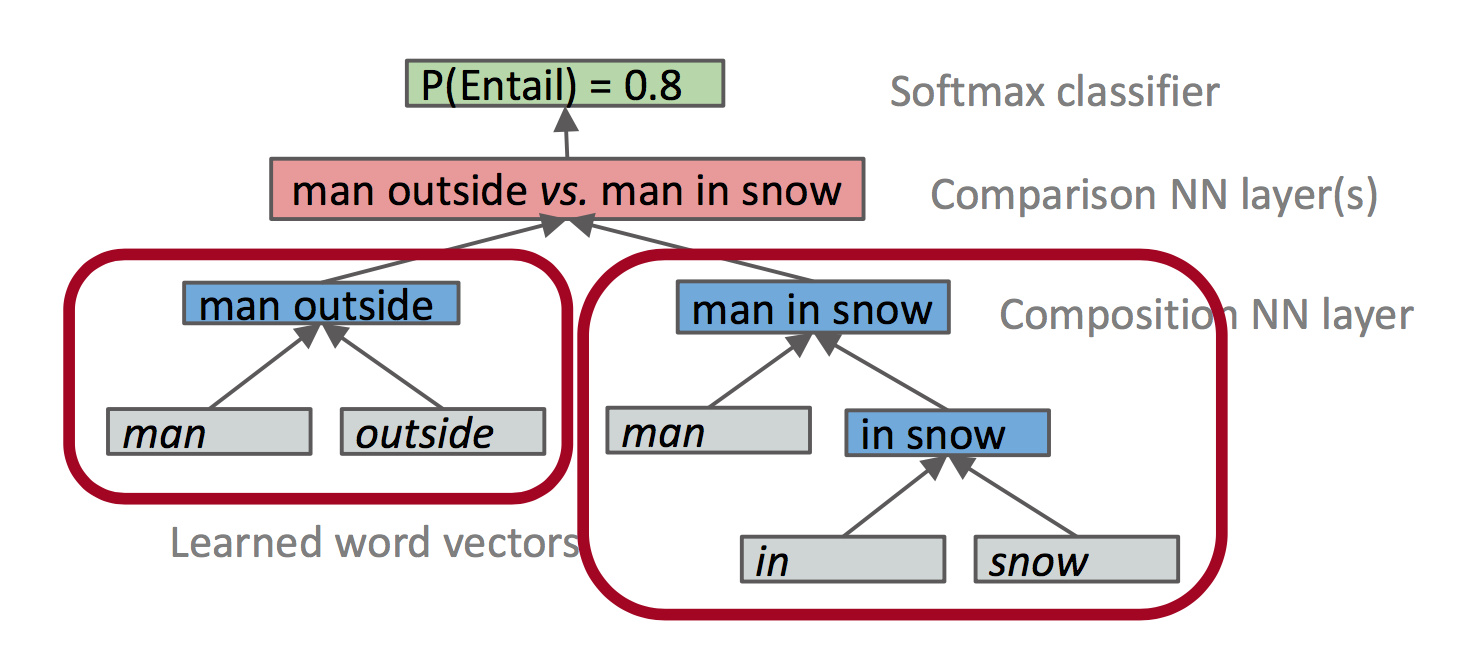 P(Entail) = 0.8
Softmax classifier
man outside vs. man in snow
Comparison NN layer(s)
man outside
man in snow
Composition NN layer
man
outside
man
in snow
Learned word vectors
in
snow